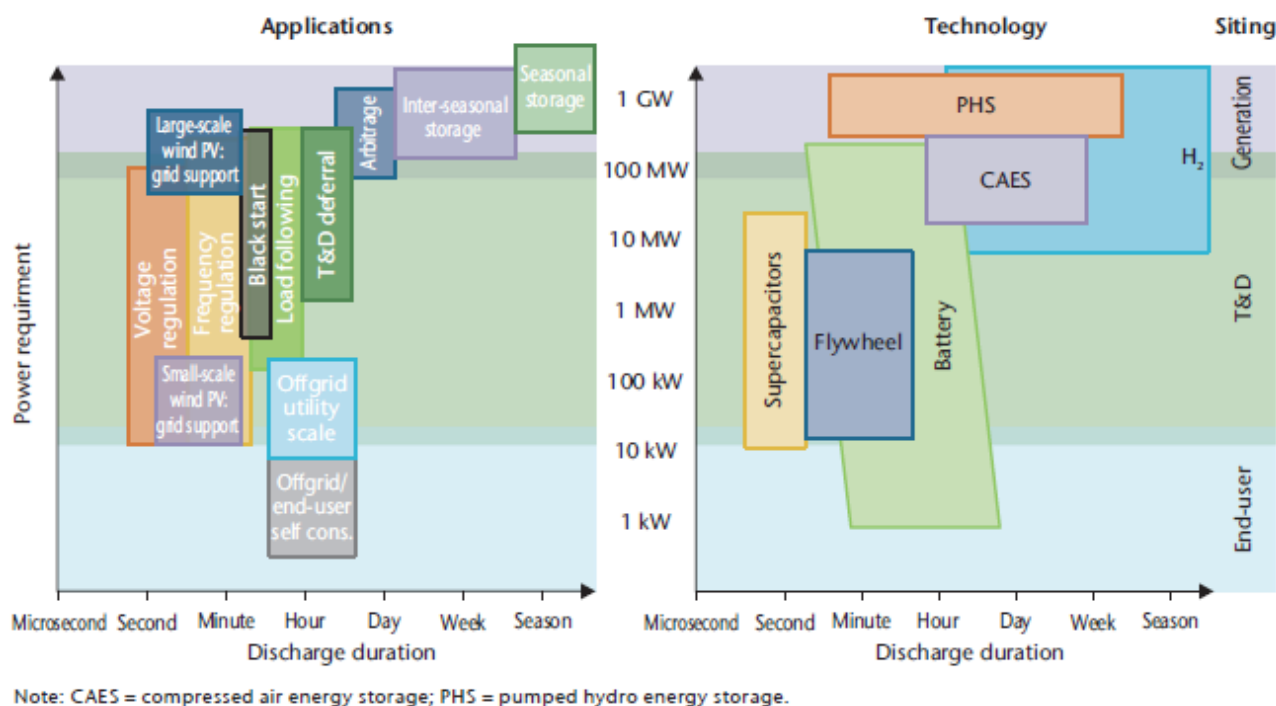 Applications
Technology
Siting
Power requirment
Large-scale
wind PV:
grid support
Voltage
regulation
Frequency
regulation
Small-scale
wind PV:
grid support
Black start
Load following
T&D deferral
Arbitrage
Inter-seasonal
storage
Seasonal
storage
Offgrid
utility
scale
Offgrid/
end-user
self cons.
1 GW
100 MW
10 MW
1 MW
100 kW
10 kW
1 kW
Microsecond
Second
Minute
Hour
Day
Week
Season
Discharge duration
PHS
CAES
H₂
Supercapacitors
Flywheel
Battery
Generation
T&D
End-user
Microsecond
Second
Minute
Hour
Day
Week
Season
Discharge duration
Note: CAES = compressed air energy storage; PHS = pumped hydro energy storage.